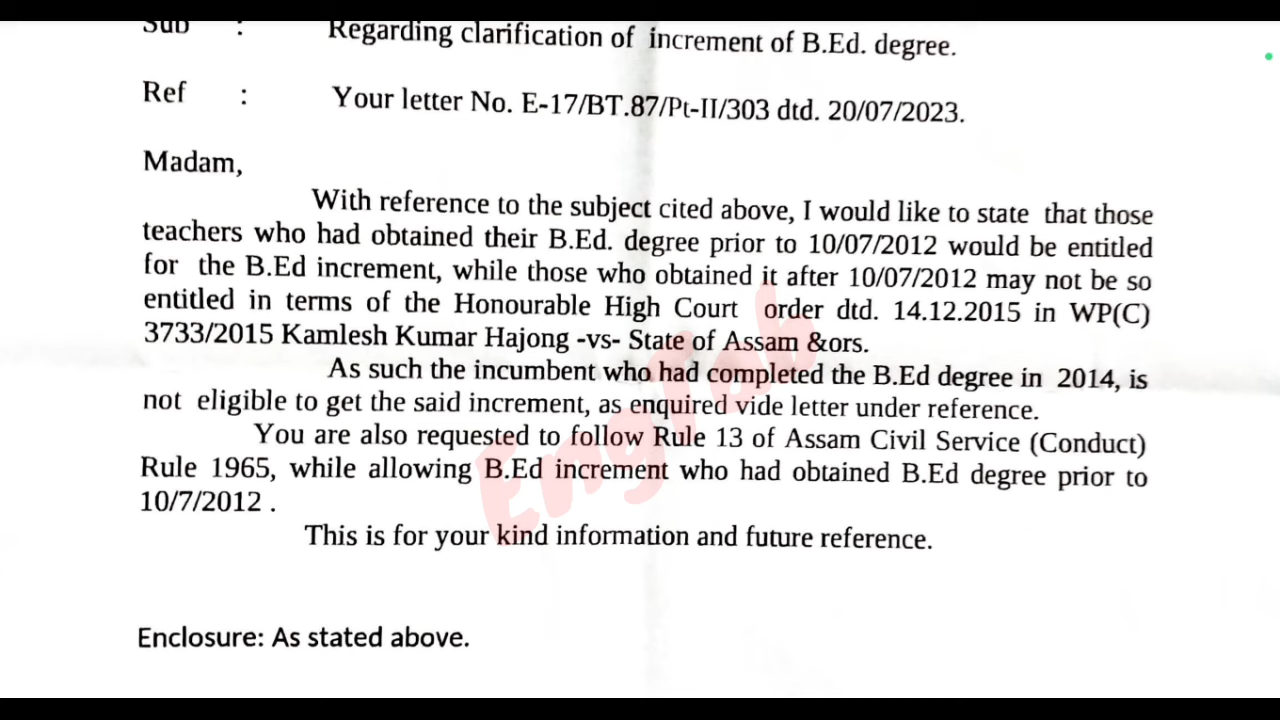 Sub : Regarding clarification of increment of B.Ed. degree.
Ref : Your letter No. E-17/BT.87/Pt-II/303 dtd. 20/07/2023.
Madam,
With reference to the subject cited above, I would like to state that those
teachers who had obtained their B.Ed. degree prior to 10/07/2012 would be entitled
for the B.Ed increment, while those who obtained it after 10/07/2012 may not be so
entitled in terms of the Honourable High Court order dtd. 14.12.2015 in WP(C)
3733/2015 Kamlesh Kumar Hajong -vs- State of Assam &ors.
As such the incumbent who had completed the B.Ed degree in 2014, is
not eligible to get the said increment, as enquired vide letter under reference.
You are also requested to follow Rule 13 of Assam Civil Service (Conduct)
Rule 1965, while allowing B.Ed increment who had obtained B.Ed degree prior to
10/7/2012 .
This is for your kind information and future reference.
Enclosure: As stated above.
EngTab